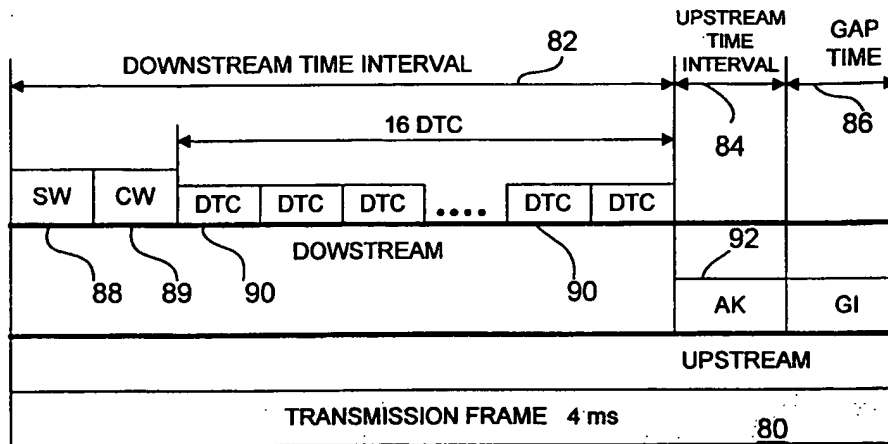 DOWNSTREAM TIME INTERVAL
82
UPSTREAM
TIME
INTERVAL
GAP
TIME
84
86
16 DTC
SW
CW
DTC
DTC
DTC
....
DTC
DTC
DOWSTREAM
88
89
90
90
92
AK
GI
UPSTREAM
TRANSMISSION FRAME 4 ms
80